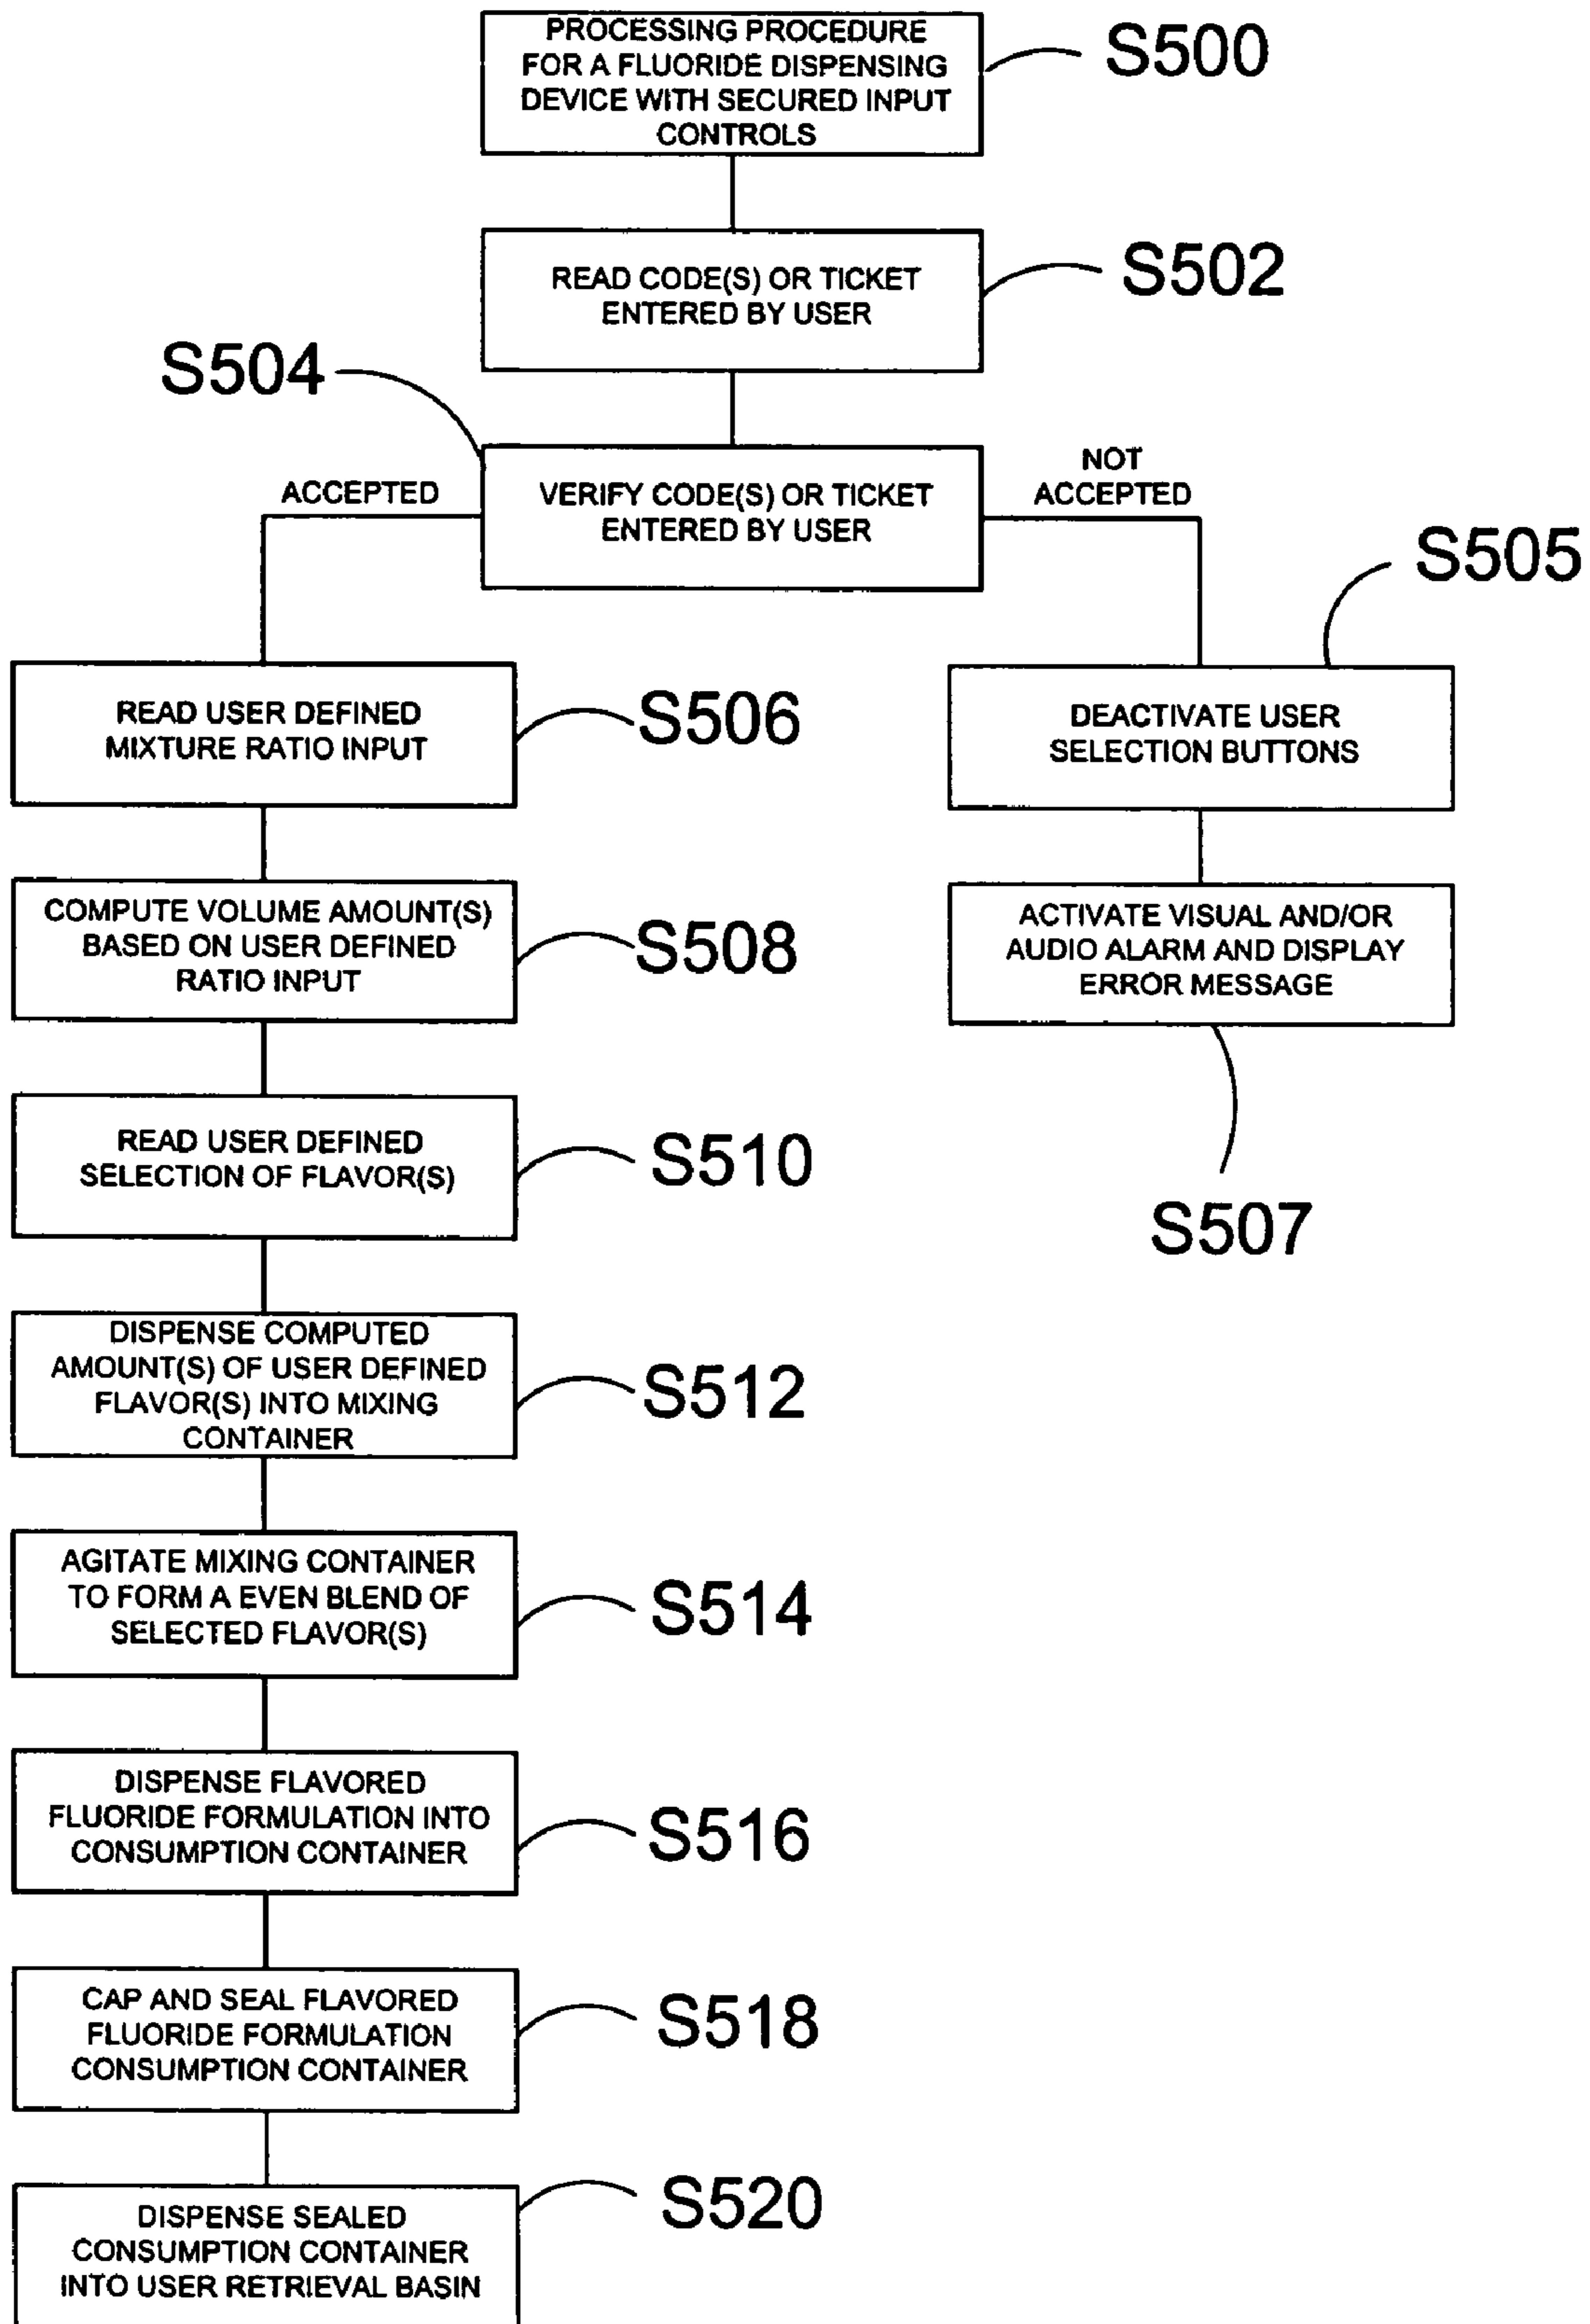 PROCESSING PROCEDURE
FOR A FLUORIDE DISPENSING
DEVICE WITH SECURED INPUT
CONTROLS
S500
READ CODE(S) OR TICKET
ENTERED BY USER
S502
S504
VERIFY CODE(S) OR TICKET
ENTERED BY USER
ACCEPTED
NOT
ACCEPTED
S505
READ USER DEFINED
MIXTURE RATIO INPUT
S506
DEACTIVATE USER
SELECTION BUTTONS
COMPUTE VOLUME AMOUNT(S)
BASED ON USER DEFINED
RATIO INPUT
S508
ACTIVATE VISUAL AND/OR
AUDIO ALARM AND DISPLAY
ERROR MESSAGE
S507
READ USER DEFINED
SELECTION OF FLAVOR(S)
S510
DISPENSE COMPUTED
AMOUNT(S) OF USER DEFINED
FLAVOR(S) INTO MIXING
CONTAINER
S512
AGITATE MIXING CONTAINER
TO FORM A EVEN BLEND OF
SELECTED FLAVOR(S)
S514
DISPENSE FLAVORED
FLUORIDE FORMULATION INTO
CONSUMPTION CONTAINER
S516
CAP AND SEAL FLAVORED
FLUORIDE FORMULATION
CONSUMPTION CONTAINER
S518
DISPENSE SEALED
CONSUMPTION CONTAINER
INTO USER RETRIEVAL BASIN
S520